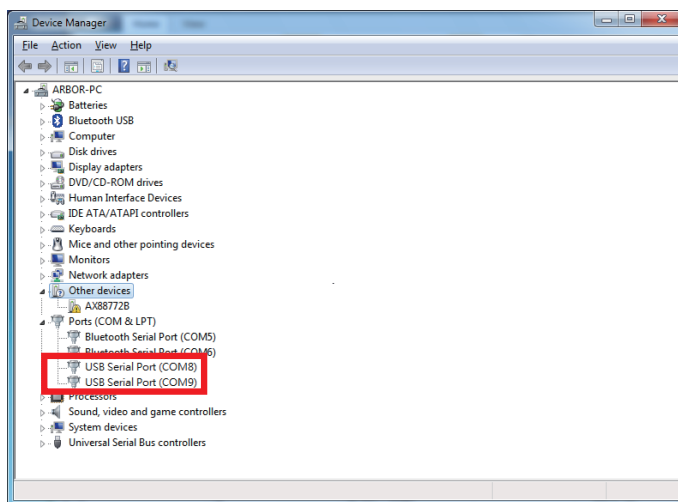 Device Manager
File Action View Help
ARBOR-PC
Batteries
Bluetooth USB
Computer
Disk drives
Display adapters
DVD/CD-ROM drives
Human Interface Devices
IDE ATA/ATAPI controllers
Keyboards
Mice and other pointing devices
Monitors
Network adapters
Other devices
AX88772B
Ports (COM & LPT)
Bluetooth Serial Port (COM5)
Bluetooth Serial Port (COM6)
USB Serial Port (COM8)
USB Serial Port (COM9)
Processors
Sound, video and game controllers
System devices
Universal Serial Bus controllers